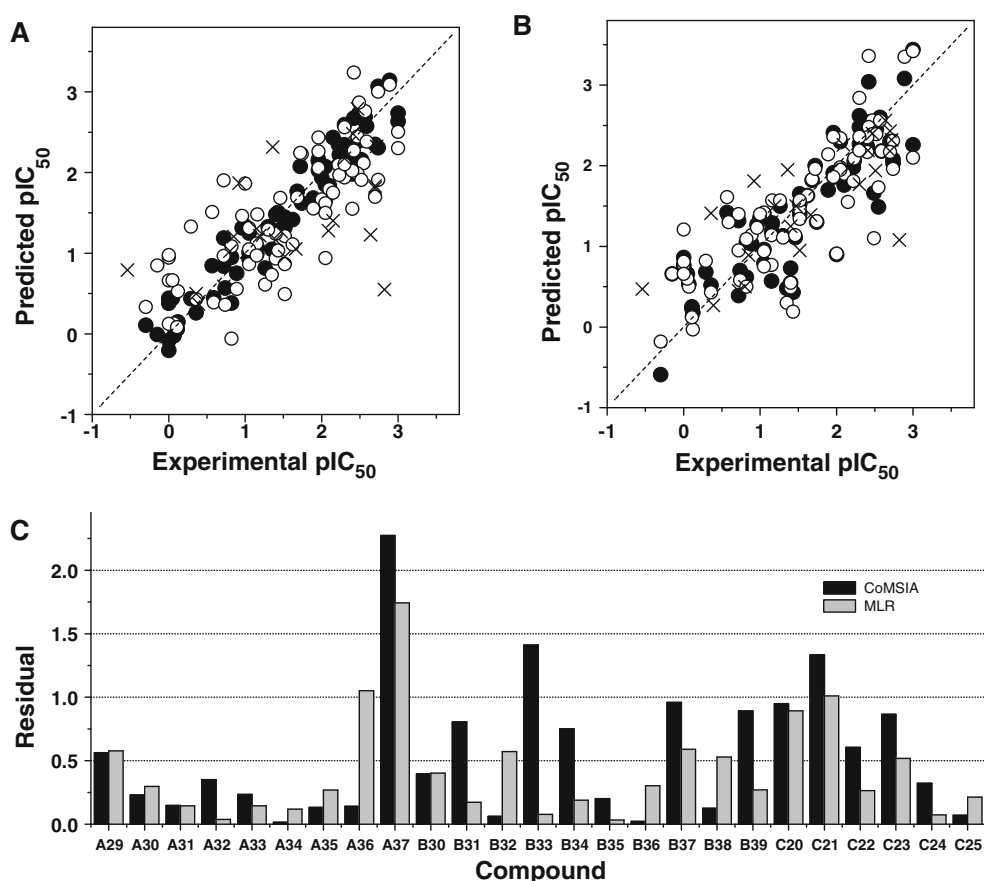 A
3
2
1
0
-1
-1
0
1
2
3
Predicted pIC50
Experimental pIC50
B
3
2
1
0
-1
-1
0
1
2
3
Predicted pIC50
Experimental pIC50
C
2.0
1.5
1.0
0.5
0.0
Residual
CoMSIA
MLR
A29 A30 A31 A32 A33 A34 A35 A36 A37 B30 B31 B32 B33 B34 B35 B36 B37 B38 B39 C20 C21 C22 C23 C24 C25
Compound